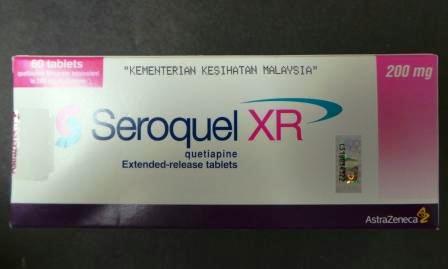 60 tablets
"KEMENTERIAN KESIHATAN MALAYSIA"
200 mg
Seroquel XR
quetiapine
Extended-release tablets
AstraZeneca